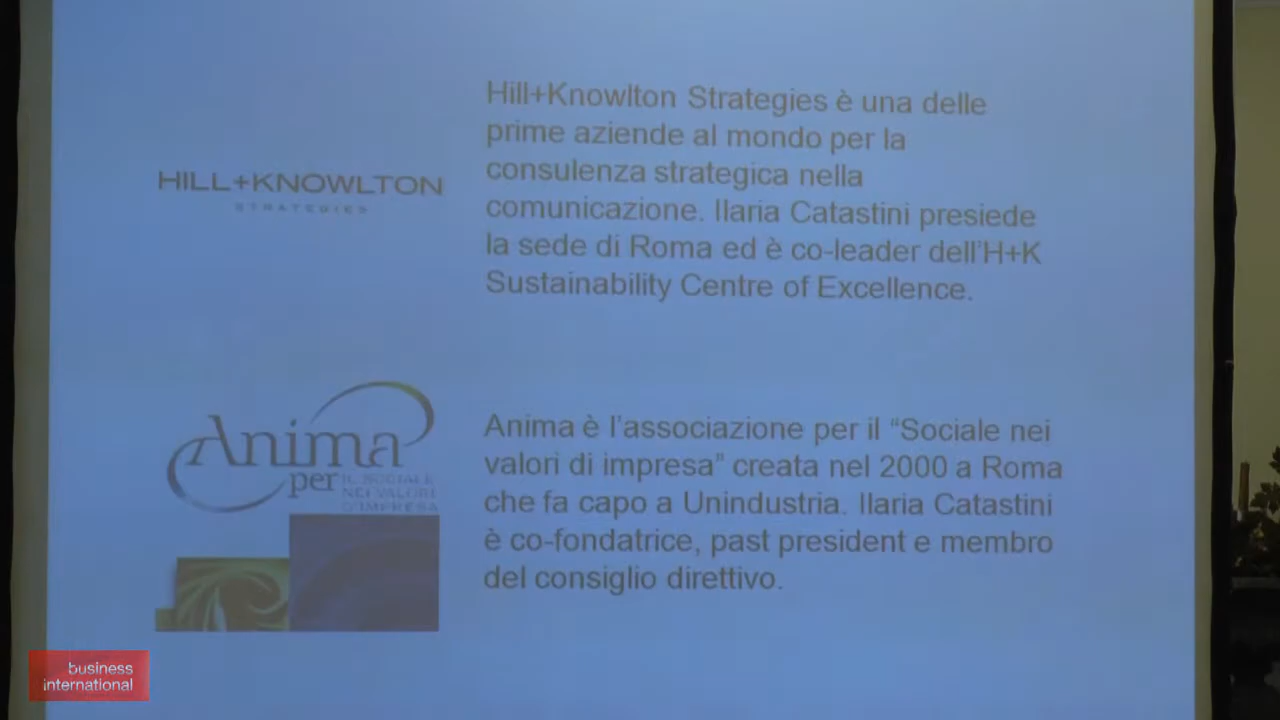 HILL+KNOWLTON
STRATEGIES
Hill+Knowlton Strategies è una delle
prime aziende al mondo per la
consulenza strategica nella
comunicazione. Ilaria Catastini presiede
la sede di Roma ed è co-leader dell'H+K
Sustainability Centre of Excellence.
Anima
per IL SOCIALE
NEI VALORI
D'IMPRESA
Anima è l'associazione per il “Sociale nei
valori di impresa” creata nel 2000 a Roma
che fa capo a Unindustria. Ilaria Catastini
è co-fondatrice, past president e membro
del consiglio direttivo.
business
international